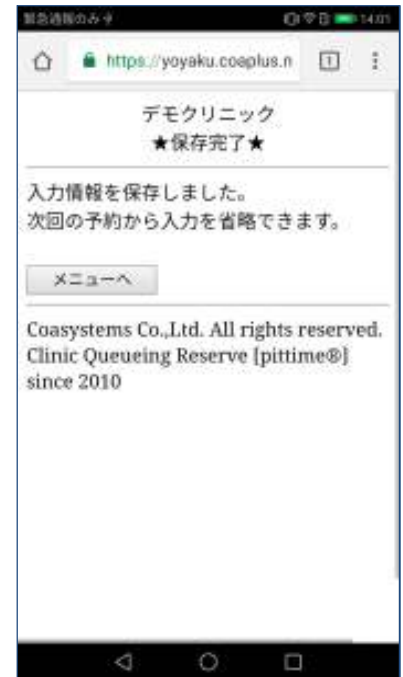 緊急通報のみ
14:01
https://yoyaku.coaplus.n
1
デモクリニック
★保存完了★
入力情報を保存しました。
次回の予約から入力を省略できます。
メニューへ
Coasystems Co.,Ltd. All rights reserved.
Clinic Queueing Reserve [pittime®]
since 2010